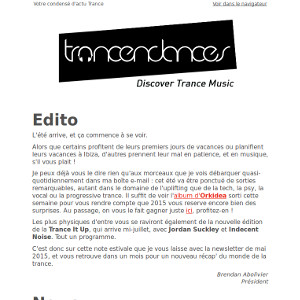 Votre condensé d'actu Trance
Voir dans le navigateur
trancendances
Discover Trance Music
Edito
L'été arrive, et ça commence à se voir.
Alors que certains profitent de leurs premiers jours de vacances ou planifient
leurs vacances à Ibiza, d'autres prennent leur mal en patience, et en musique,
s'il vous plait !
Je peux déjà vous le dire rien qu'aux morceaux que je vois débarquer quasi-
quotidiennement dans ma boîte e-mail : cet été va être ponctué de sorties
remarquables, autant dans le domaine de l'uplifting que de la tech, la psy, la
vocal ou la progressive trance. Il suffit de voir l'album d'Orkidea sorti cette
semaine pour vous rendre compte que 2015 vous réserve encore bien des
surprises. Au passage, on vous le fait gagner juste ici, profitez-en !
Les plus physiques d'entre vous se raviront également de la nouvelle édition
de la Trance It Up, qui arrive mi-juillet, avec Jordan Suckley et Indecent
Noise. Tout un programme.
C'est donc sur cette note estivale que je vous laisse avec la newsletter de mai
2015, et vous retrouve dans un mois pour un nouveau récap' du monde de la
trance.
Brendan Abolivier
Président